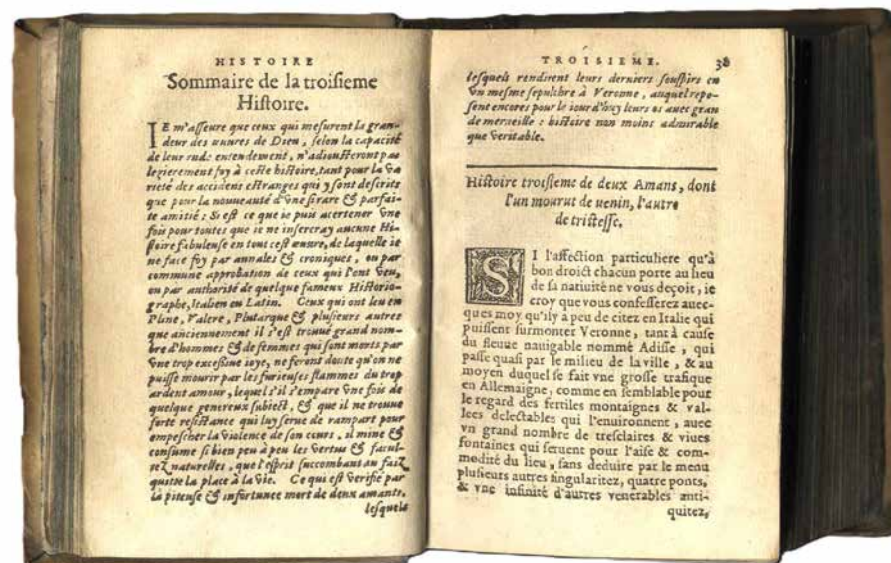 HISTOIRE
Sommaire de la troisieme
Histoire.
IE m'asseure que ceux qui mesurent la gran-
deur des œuures de Dieu, selon la capacité
de leur rude entendement, n'adiousteront pas
legierement foy à ceste histoire, tant pour la va
rieté des accidens estranges qui y sont descrits
que pour la nouueauté d'vne si rare & parfai-
te amitié: Si est ce que ie puis acertener vne
fois pour toutes que ie ne insereray aucune Hi-
stoire fabuleuse en tout cest œuure, de laquelle ie
ne face foy par annales & croniques, ou par
commune approbation de ceux qui l'ont veu,
ou par authorité de quelque fameux Historio-
graphe, Italien ou Latin. Ceux qui ont leu en
Pline, Valere, Plutarque & plusieurs autres
que anciennement il s'est trouué grand nom-
bre d'hommes & de femmes qui sont morts par
vne trop excessiue ioye, ne feront doute qu'on ne
puisse mourir par les furieuses flammes du trop
ardent amour, lequel s'il s'empare vne fois de
quelque genereux subiect, & que il ne trouue
forte resistance qui luy serue de rampart pour
empescher la violence de son cours, il mine &
consume si bien peu à peu les vertus & facul-
tez naturelles, que l'esprit succombant au faiz
quitte la place à la vie. Ce qui est verifié par
la piteuse & infortunee mort de deux amants,
lesquels
TROISIEME. 38
lesquels rendirent leurs derniers souspirs en
vn mesme sepulchre à Veronne, auquel repo-
sent encores pour le iour d'huy leurs os auec gran
de merueille: histoire non moins admirable
que veritable.
Histoire troisieme de deux Amans, dont
l'un mourut de uenin, l'autre
de tristesse.
SI l'affection particuliere qu'à
bon droict chacun porte au lieu
de sa natiuité ne vous deçoit, ie
croy que vous confesserez auec-
ques moy qu'il y a peu de citez en Italie qui
puissent surmonter Veronne, tant à cause
du fleuue nauigable nommé Adisse, qui
passe quasi par le milieu de la ville, & au
moyen duquel se fait vne grosse trafique
en Allemaigne, comme en semblable pour
le regard des fertiles montaignes & val-
lees delectables qui l'enuironnent, auec
vn grand nombre de tresclaires & viues
fontaines qui seruent pour l'aise & com-
modité du lieu, sans deduire par le menu
plusieurs autres singularitez, quatre ponts,
& vne infinité d'autres venerables anti-
quitez,